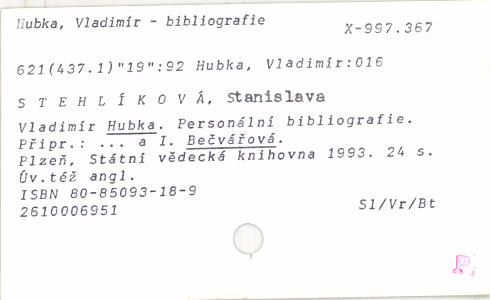 Hubka, Vladimír - bibliografie
X-997.367
621(437.1)"19":92 Hubka, Vladimír:016
S T E H L Í K O V Á, Stanislava
Vladimír Hubka. Personální bibliografie.
Připr.: ... a I. Bečvářová.
Plzeň, Státní vědecká knihovna 1993. 24 s.
Úv.též angl.
ISBN 80-85093-18-9
2610006951
Sl/Vr/Bt
P